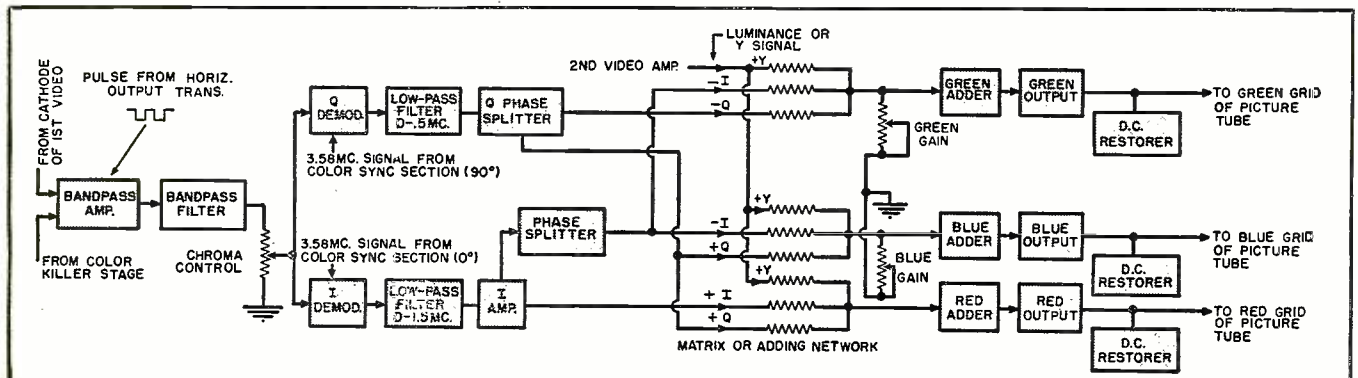 LUMINANCE OR
Y SIGNAL
2ND VIDEO AMP.
+Y
-I
-Q
PULSE FROM HORIZ.
OUTPUT TRANS.
FROM CATHODE
OF 1ST VIDEO
BANDPASS
AMP.
BANDPASS
FILTER
FROM COLOR
KILLER STAGE
CHROMA
CONTROL
Q
DEMOD.
LOW-PASS
FILTER
0-.5MC.
Q PHASE
SPLITTER
3.58MC. SIGNAL FROM
COLOR SYNC SECTION (90°)
3.58MC. SIGNAL FROM
COLOR SYNC SECTION (0°)
I
DEMOD.
LOW-PASS
FILTER
0-1.5MC.
I
AMP.
PHASE
SPLITTER
+Y
-I
+Q
+Y
+I
+Q
MATRIX OR ADDING NETWORK
GREEN
GAIN
BLUE
GAIN
GREEN
ADDER
GREEN
OUTPUT
D.C.
RESTORER
TO GREEN GRID
OF PICTURE
TUBE
BLUE
ADDER
BLUE
OUTPUT
D.C.
RESTORER
TO BLUE GRID
OF PICTURE
TUBE
RED
ADDER
RED
OUTPUT
D.C.
RESTORER
TO RED GRID
OF PICTURE
TUBE